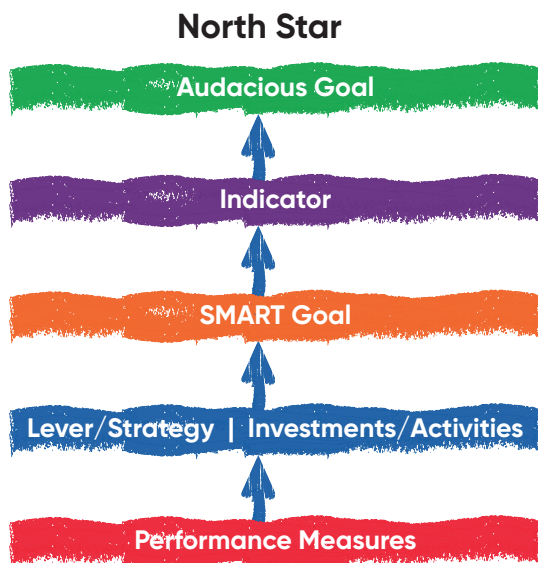 North Star
Audacious Goal
Indicator
SMART Goal
Lever/Strategy | Investments/Activities
Performance Measures